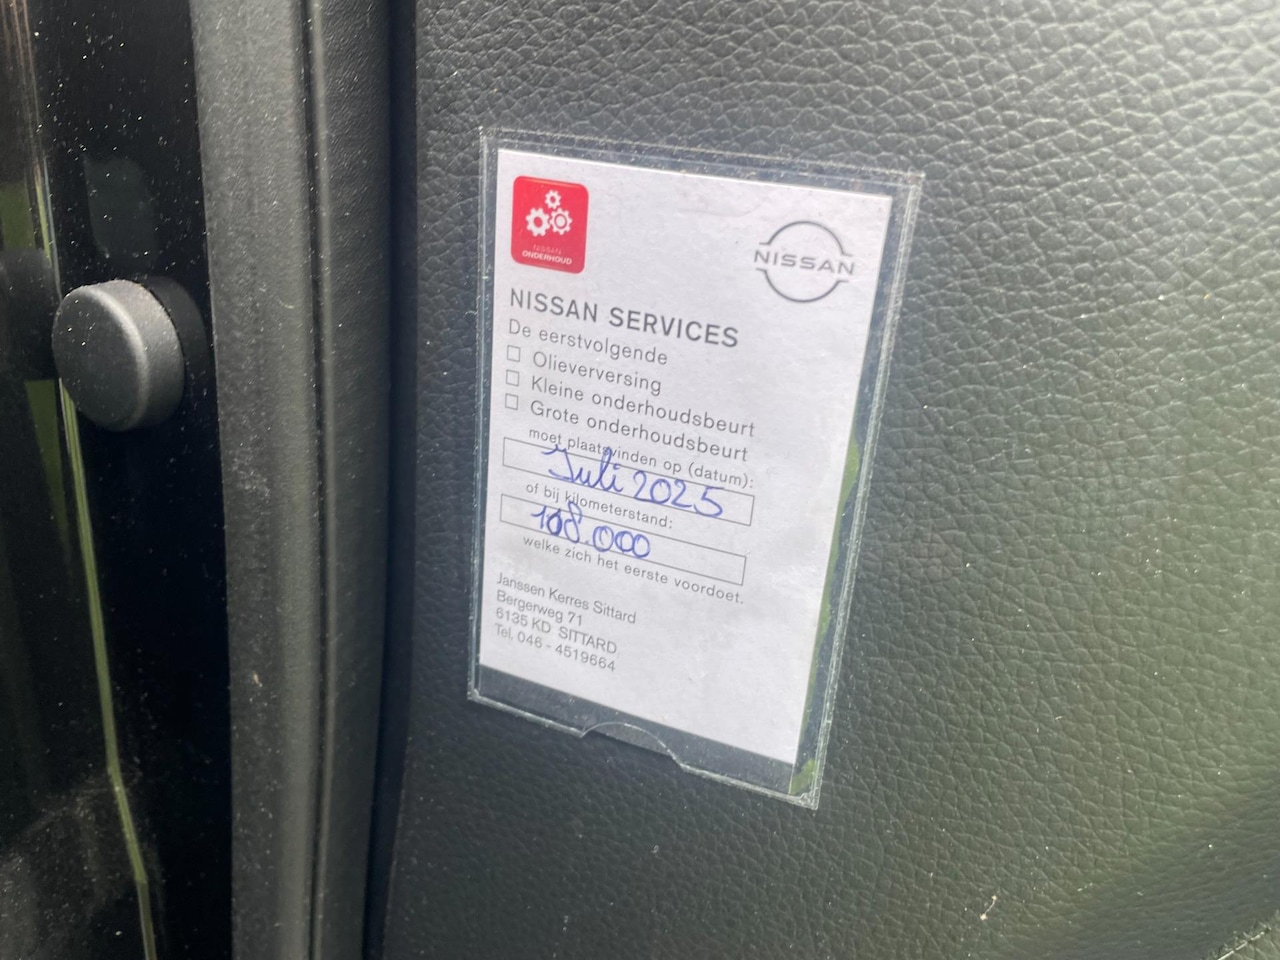 NISSAN
ONDERHOUD
NISSAN
NISSAN SERVICES
De eerstvolgende
☐ Olieverversing
☐ Kleine onderhoudsbeurt
☐ Grote onderhoudsbeurt
moet plaatsvinden op (datum):
Juli 2025
of bij kilometerstand:
108.000
welke zich het eerste voordoet.
Janssen Kerres Sittard
Bergerweg 71
6135 KD SITTARD
Tel. 046 - 4519664